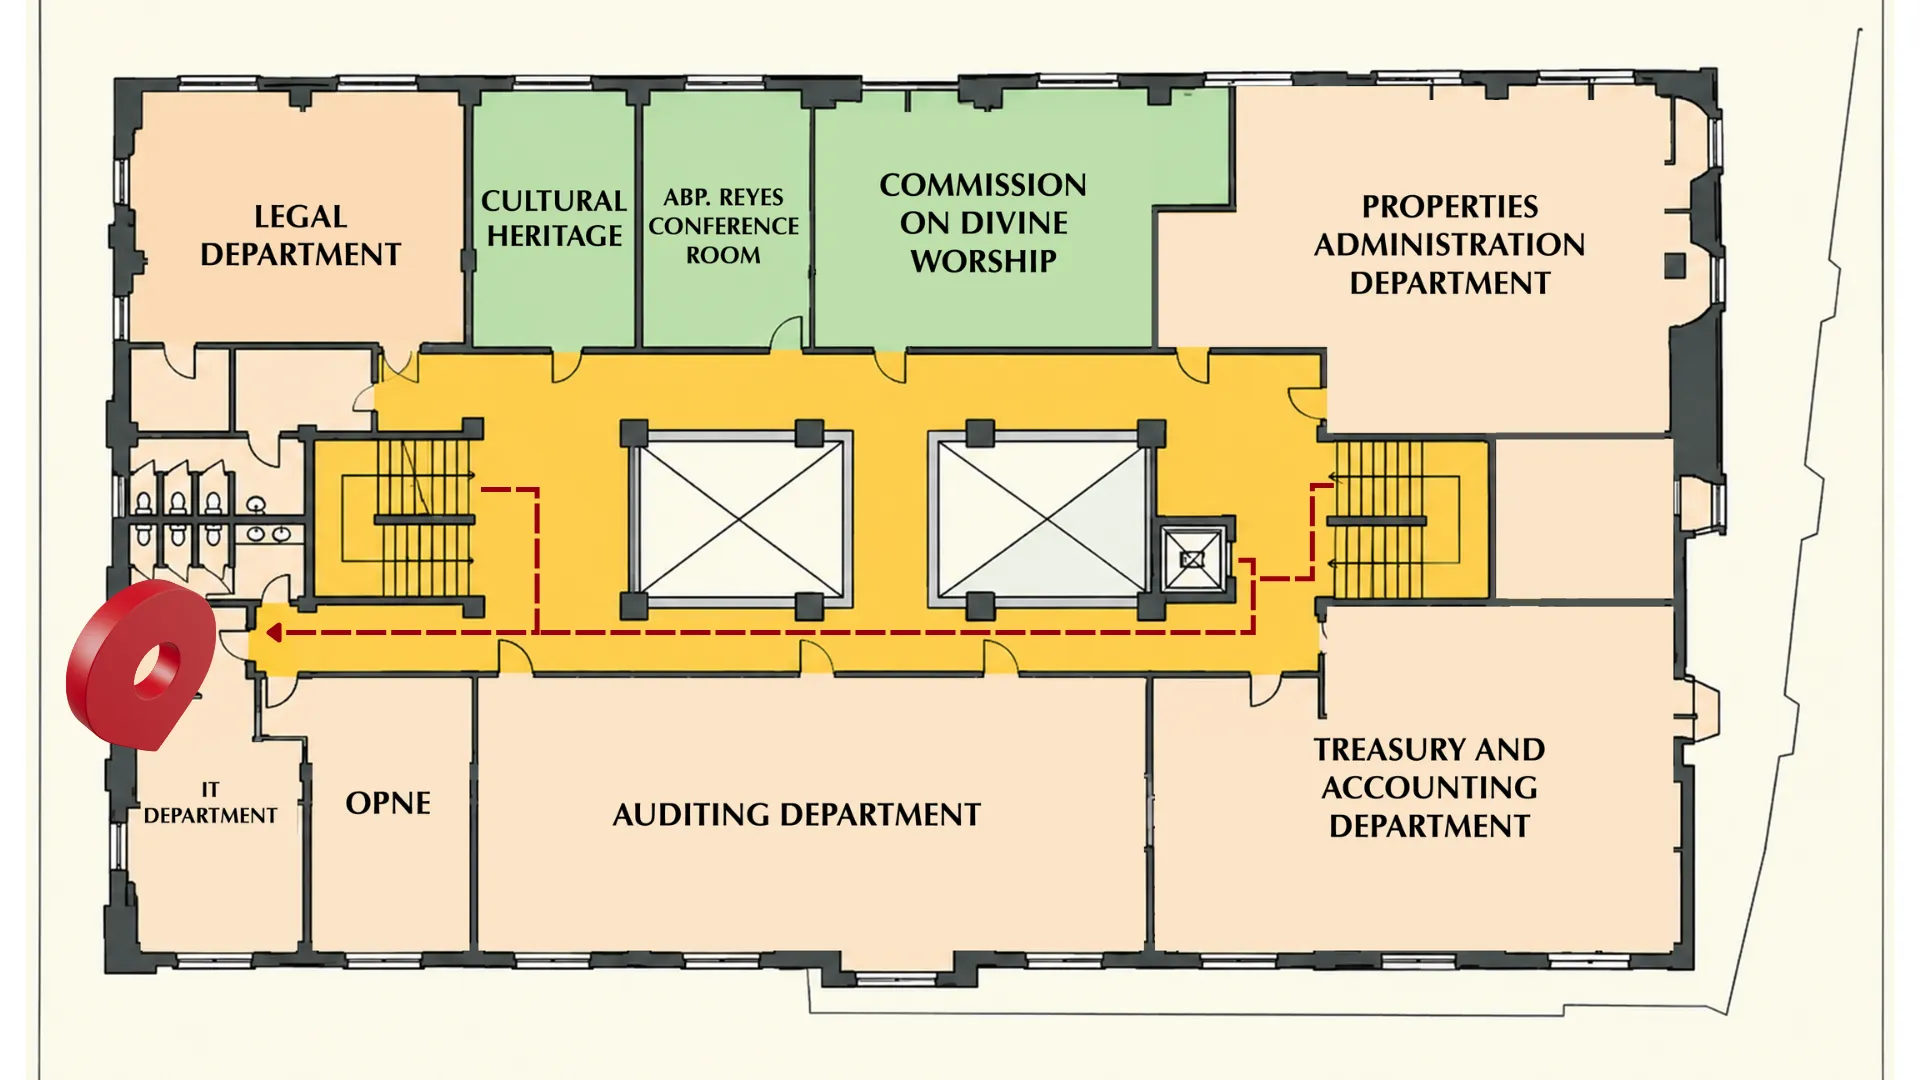 LEGAL
DEPARTMENT
CULTURAL
HERITAGE
ABP. REYES
CONFERENCE
ROOM
COMMISSION
ON DIVINE
WORSHIP
PROPERTIES
ADMINISTRATION
DEPARTMENT
IT
DEPARTMENT
OPNE
AUDITING DEPARTMENT
TREASURY AND
ACCOUNTING
DEPARTMENT